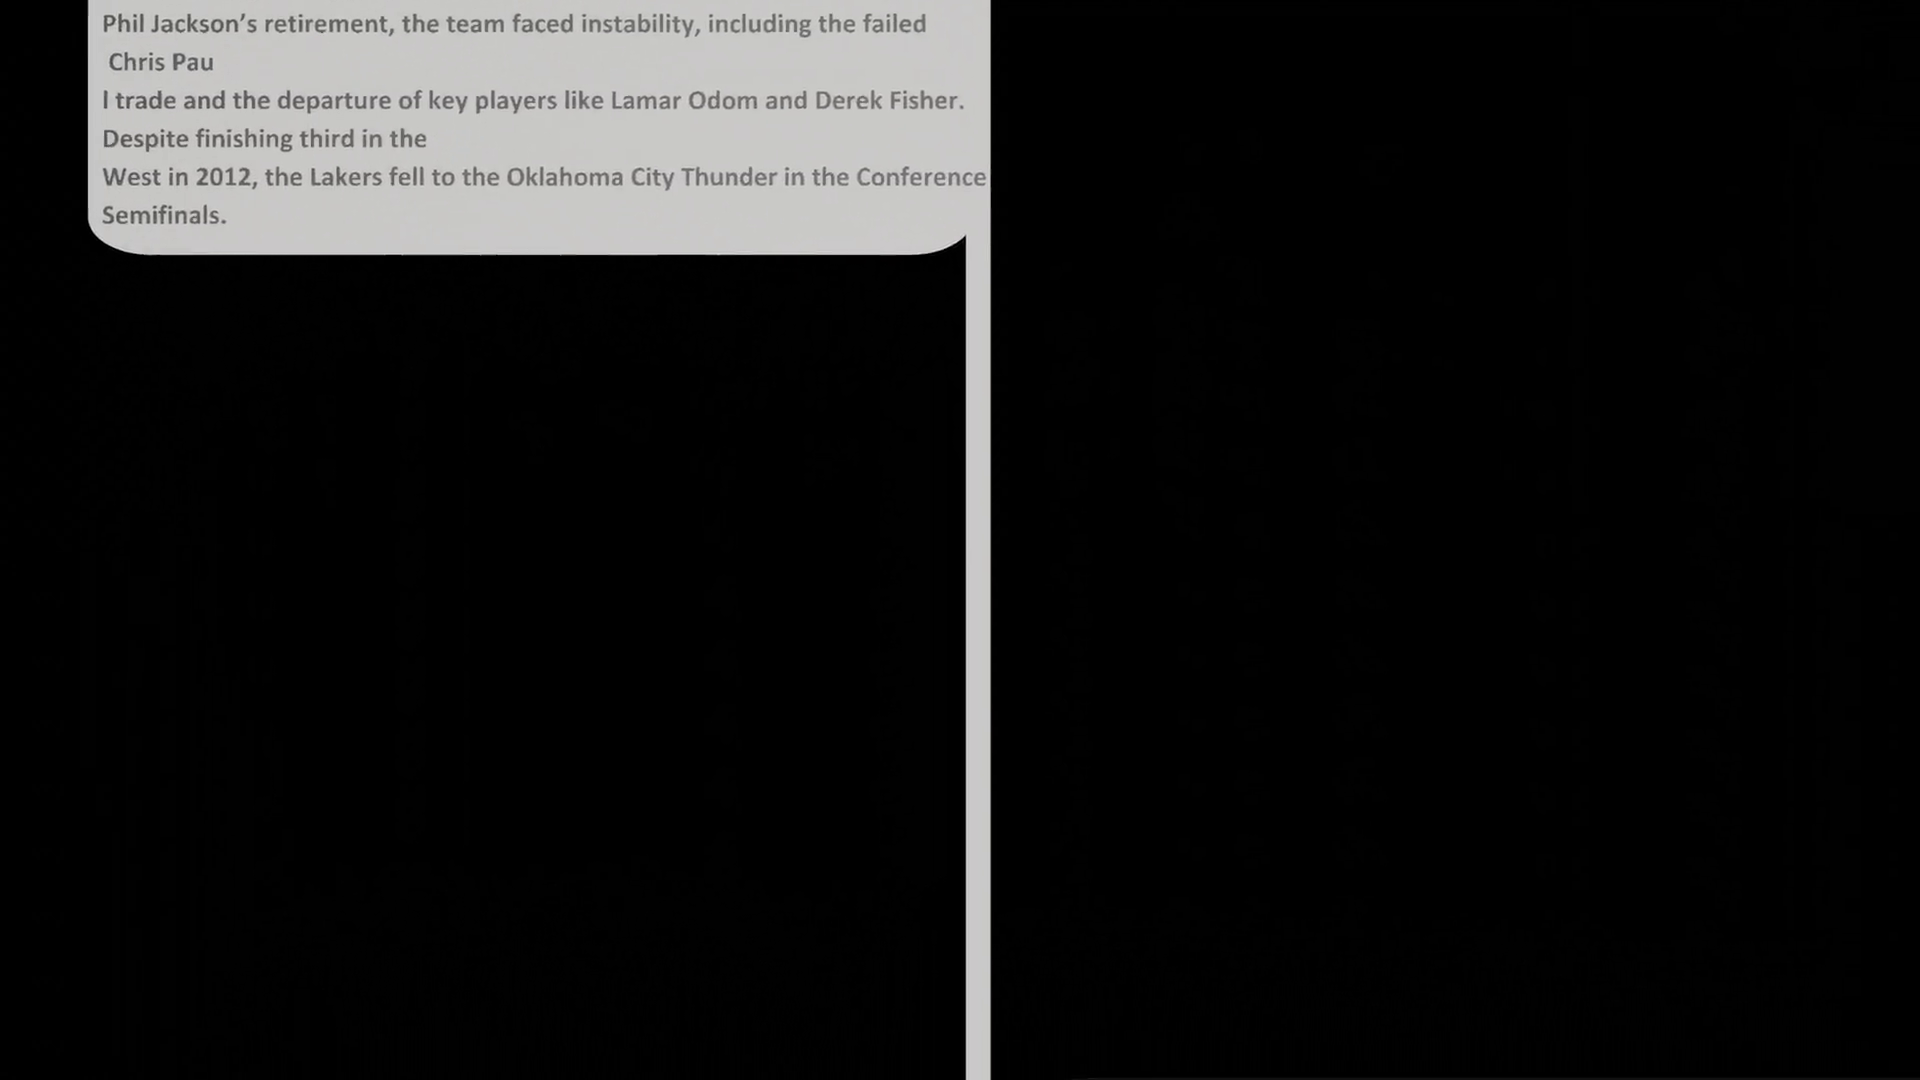 Phil Jackson’s retirement, the team faced instability, including the failed
Chris Pau
l trade and the departure of key players like Lamar Odom and Derek Fisher.
Despite finishing third in the
West in 2012, the Lakers fell to the Oklahoma City Thunder in the Conference
Semifinals.